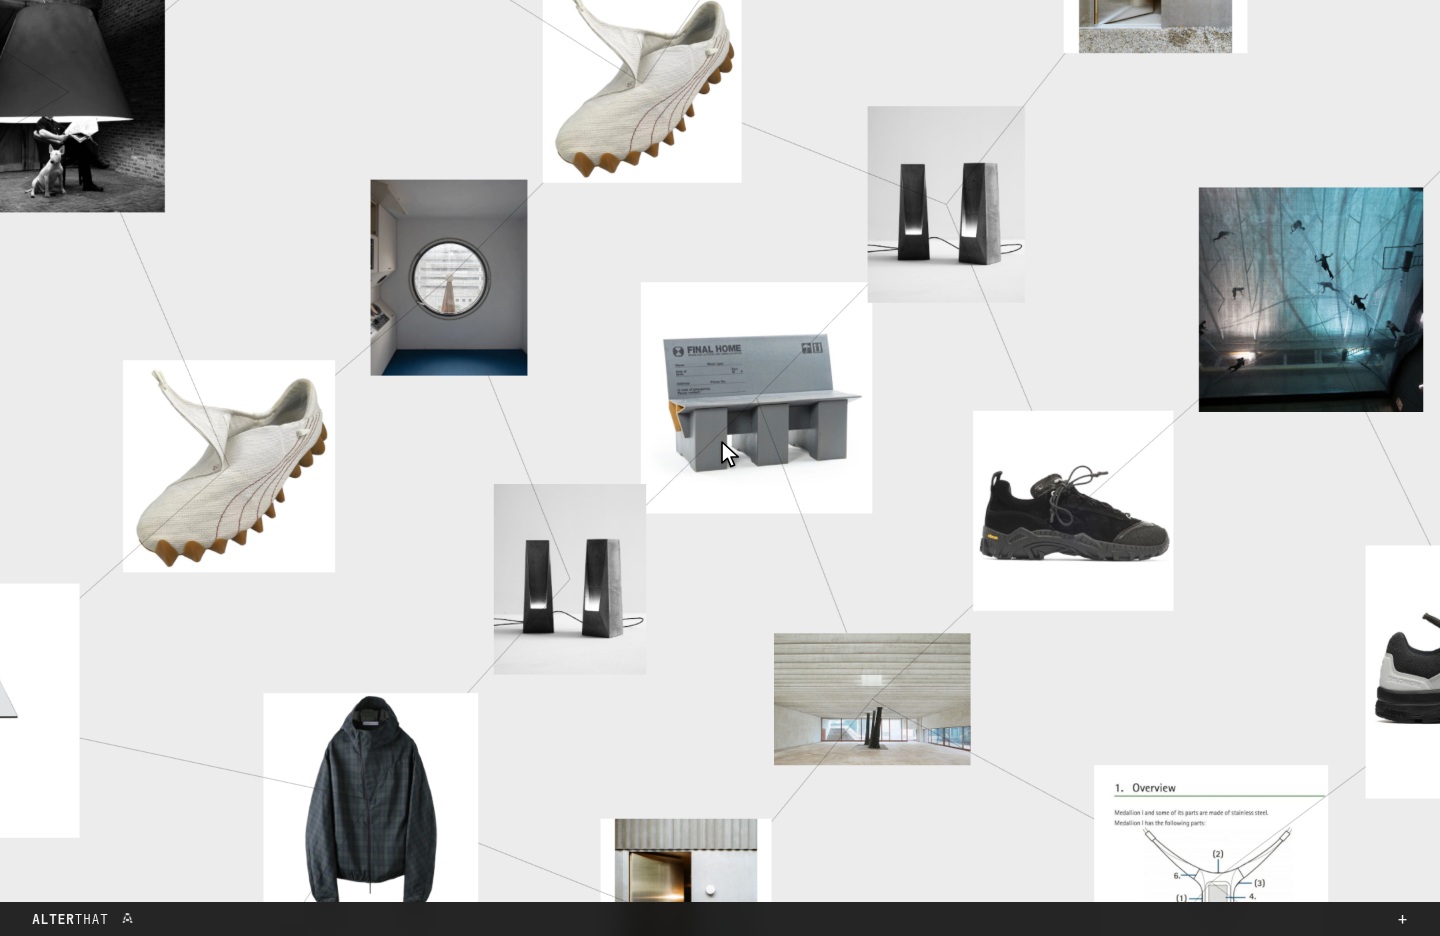 FINAL HOME
1. Overview
Medallion I and some of its parts are made of stainless steel.
Medallion I has the following parts:
(2)
6.
(3)
(1)
4.
ALTERTHAT
+